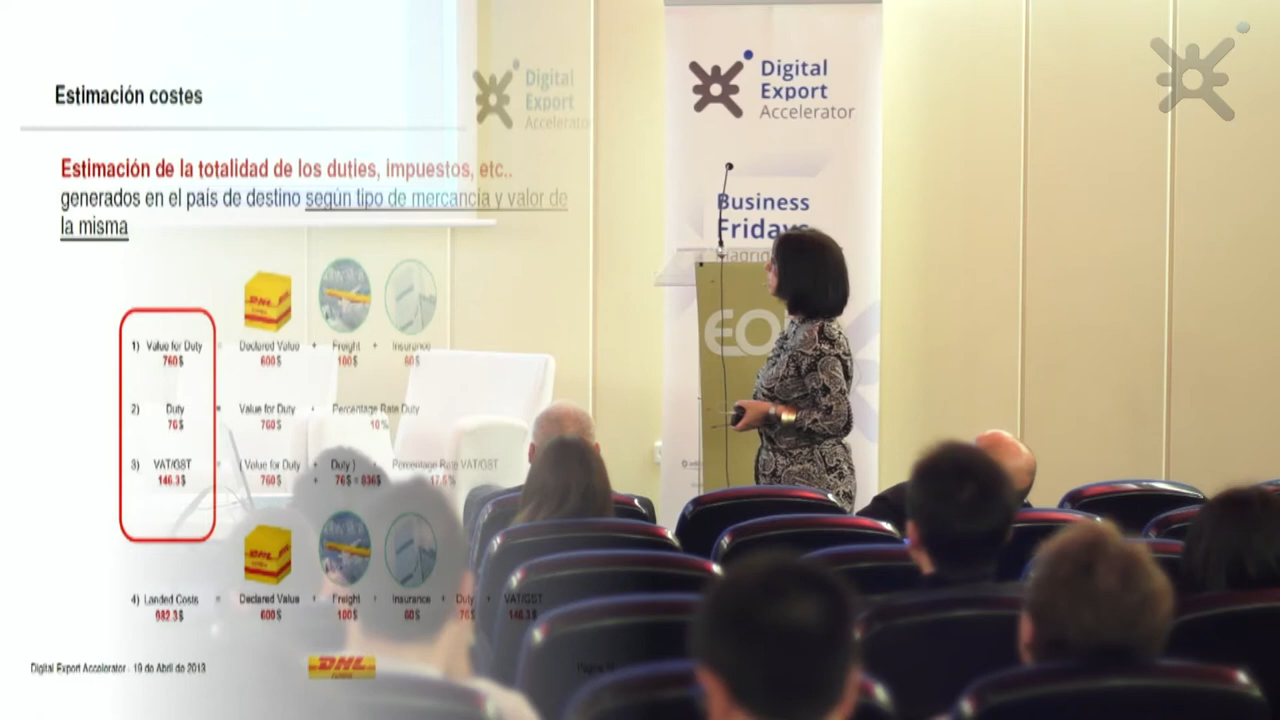 Estimación costes
Estimación de la totalidad de los duties, impuestos, etc..
generados en el país de destino según tipo de mercancía y valor de
la misma
1) Value for Duty = Declared Value + Freight + Insurance
760$ 600$ 100$ 60$
2) Duty = Value for Duty * Percentage Rate Duty
76$ 760$ 10%
3) VAT/GST = ( Value for Duty + Duty ) * Percentage Rate VAT/GST
146.3$ 760$ + 76$ = 836$ 17.5%
4) Landed Costs = Declared Value + Freight + Insurance + Duty + VAT/GST
982.3$ 600$ 100$ 60$ 76$ 146.3$
Digital Export Accelerator - 19 de Abril de 2013
DHL
Digital
Export
Accelerator
Digital
Export
Accelerator
Business
Fridays
Madrid
EOI